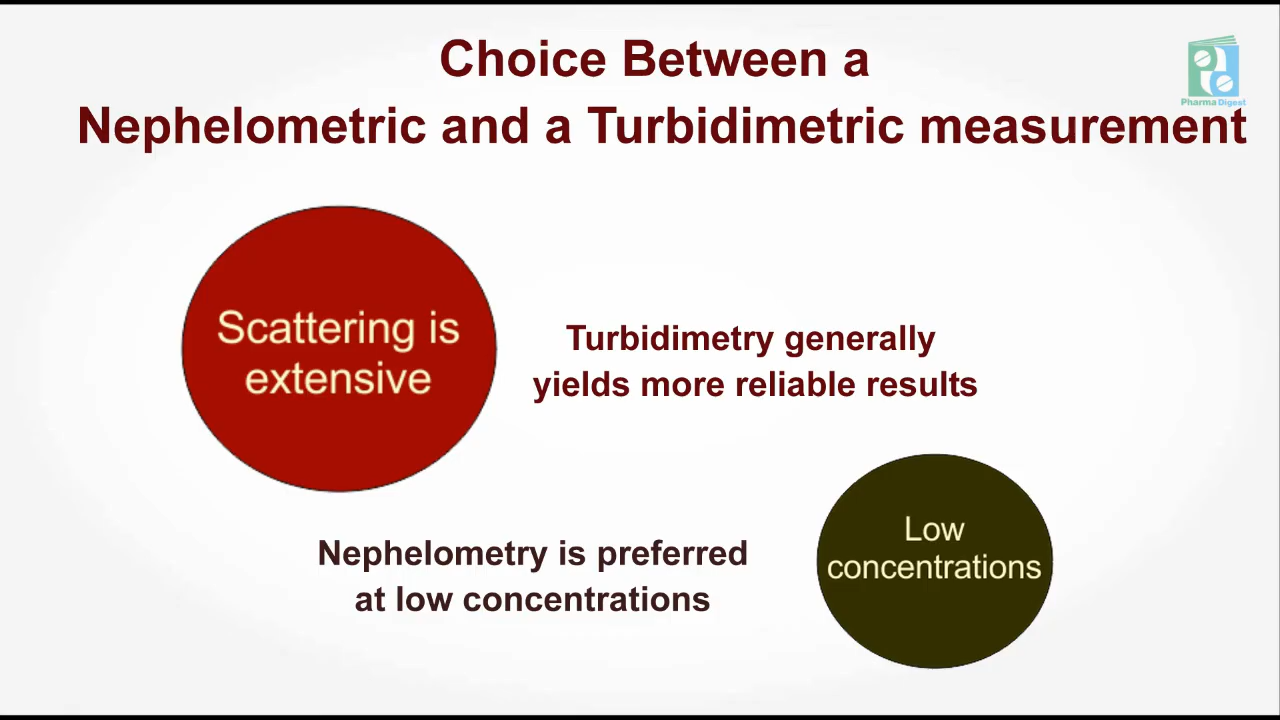 Choice Between a
Nephelometric and a Turbidimetric measurement
Pharma Digest
Scattering is
extensive
Turbidimetry generally
yields more reliable results
Low
concentrations
Nephelometry is preferred
at low concentrations